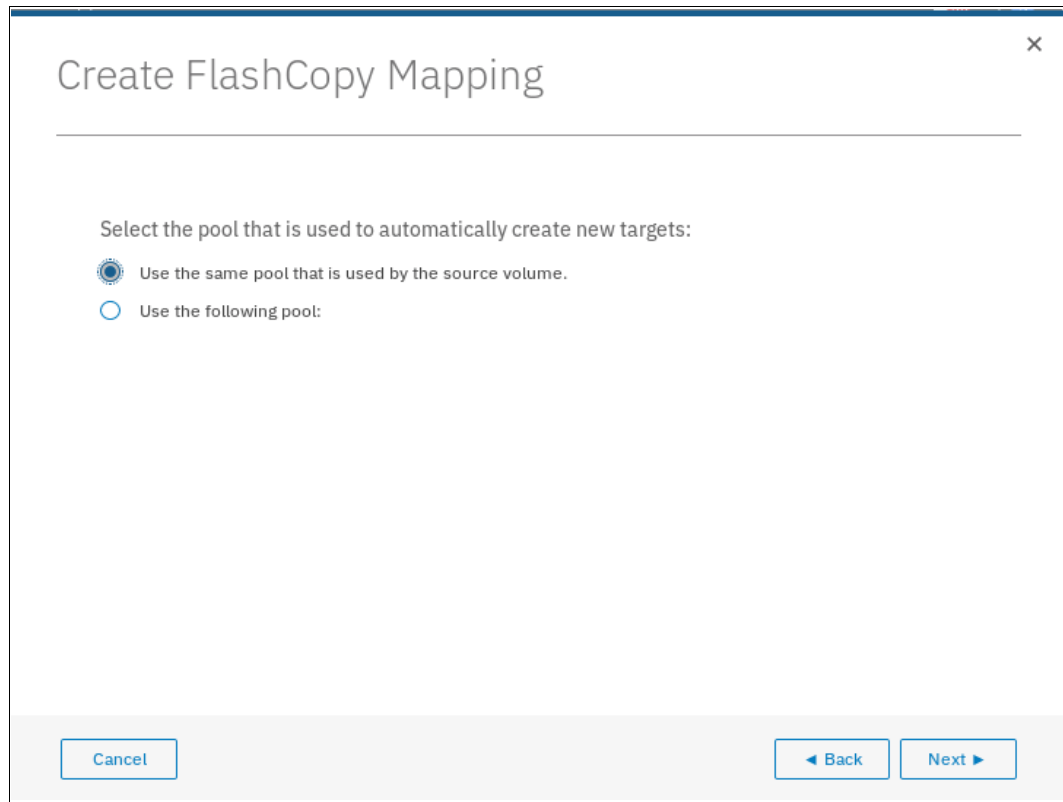 Create FlashCopy Mapping
Select the pool that is used to automatically create new targets:
Use the same pool that is used by the source volume.
Use the following pool:
Cancel
◄ Back
Next ►